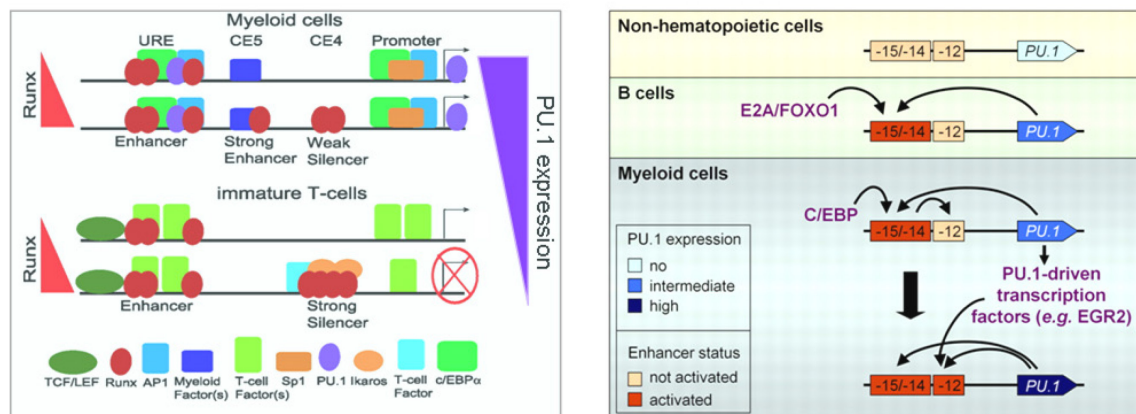 Myeloid cells
URE CE5 CE4 Promoter
Runx
Enhancer
Strong
Enhancer
Weak
Silencer
PU.1 expression
immature T-cells
Runx
Enhancer
Strong
Silencer
TCF/LEF Runx AP1 Myeloid
Factor(s) T-cell
Factor(s) Sp1 PU.1 Ikaros T-cell
Factor c/EBPα
Non-hematopoietic cells
-15/-14 -12 PU.1
B cells
E2A/FOXO1
-15/-14 -12 PU.1
Myeloid cells
C/EBP
-15/-14 -12 PU.1
PU.1 expression
no
intermediate
high
PU.1-driven
transcription
factors (e.g. EGR2)
Enhancer status
not activated
activated
-15/-14 -12 PU.1